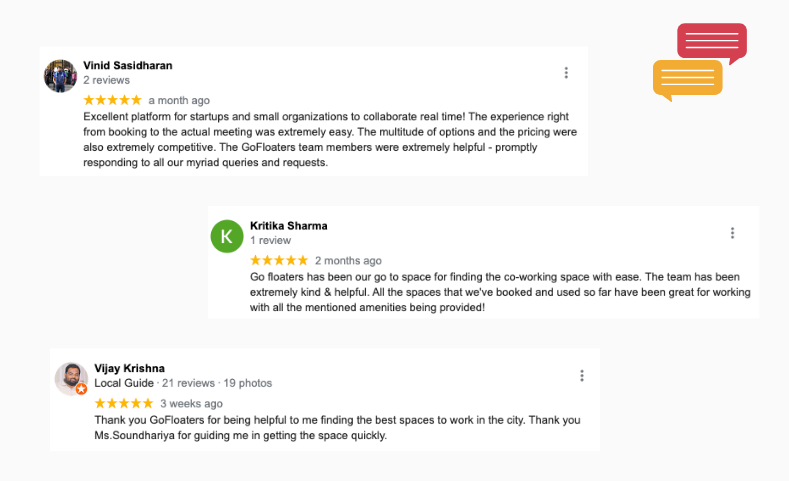 Vinid Sasidharan
2 reviews
a month ago
Excellent platform for startups and small organizations to collaborate real time! The experience right
from booking to the actual meeting was extremely easy. The multitude of options and the pricing were
also extremely competitive. The GoFloaters team members were extremely helpful - promptly
responding to all our myriad queries and requests.
K
Kritika Sharma
1 review
2 months ago
Go floaters has been our go to space for finding the co-working space with ease. The team has been
extremely kind & helpful. All the spaces that we've booked and used so far have been great for working
with all the mentioned amenities being provided!
Vijay Krishna
Local Guide · 21 reviews · 19 photos
3 weeks ago
Thank you GoFloaters for being helpful to me finding the best spaces to work in the city. Thank you
Ms.Soundhariya for guiding me in getting the space quickly.